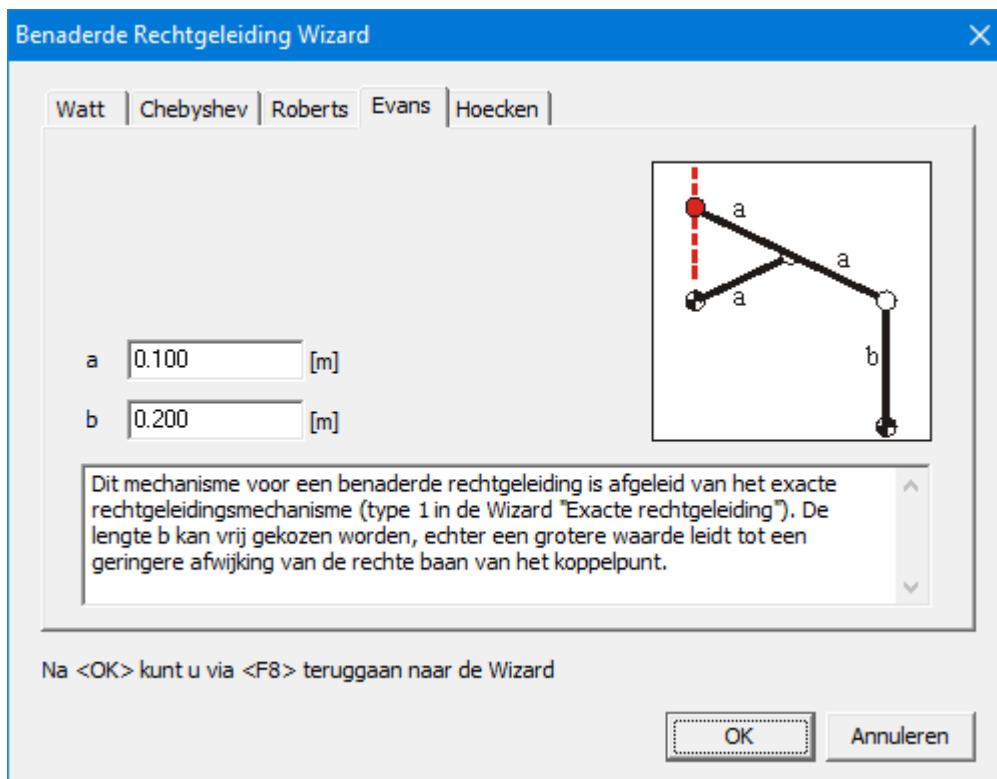 Benaderde Rechtgeleiding Wizard
Watt Chebyshev Roberts Evans Hoecken
a
a
a
b
a 0.100 [m]
b 0.200 [m]
Dit mechanisme voor een benaderde rechtgeleiding is afgeleid van het exacte
rechtgeleidingsmechanisme (type 1 in de Wizard "Exacte rechtgeleiding"). De
lengte b kan vrij gekozen worden, echter een grotere waarde leidt tot een
geringere afwijking van de rechte baan van het koppelpunt.
Na <OK> kunt u via <F8> teruggaan naar de Wizard
OK Annuleren